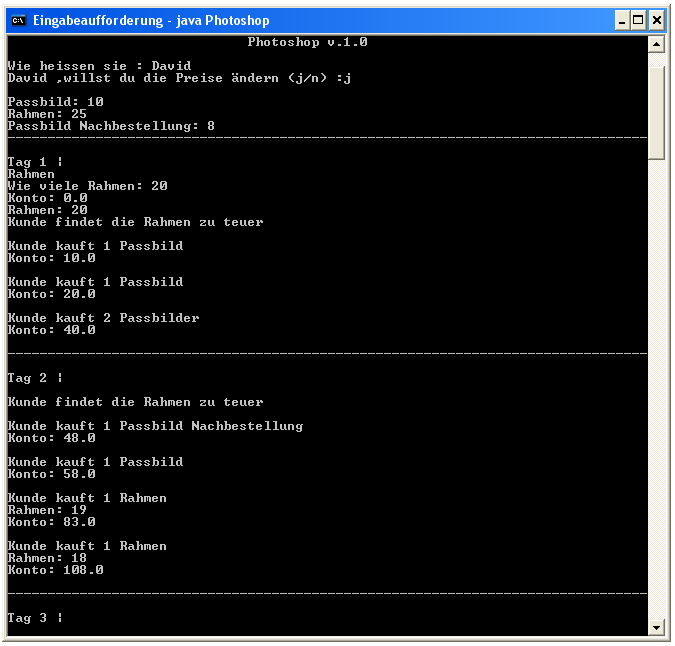 Eingabeaufforderung - java Photoshop
Photoshop v.1.0
Wie heissen sie : David
David ,willst du die Preise ändern (j/n) :j
Passbild: 10
Rahmen: 25
Passbild Nachbestellung: 8
--------------------------------------------------------------------------------
Tag 1 ¦
Rahmen
Wie viele Rahmen: 20
Konto: 0.0
Rahmen: 20
Kunde findet die Rahmen zu teuer
Kunde kauft 1 Passbild
Konto: 10.0
Kunde kauft 1 Passbild
Konto: 20.0
Kunde kauft 2 Passbilder
Konto: 40.0
--------------------------------------------------------------------------------
Tag 2 ¦
Kunde findet die Rahmen zu teuer
Kunde kauft 1 Passbild Nachbestellung
Konto: 48.0
Kunde kauft 1 Passbild
Konto: 58.0
Kunde kauft 1 Rahmen
Rahmen: 19
Konto: 83.0
Kunde kauft 1 Rahmen
Rahmen: 18
Konto: 108.0
--------------------------------------------------------------------------------
Tag 3 ¦